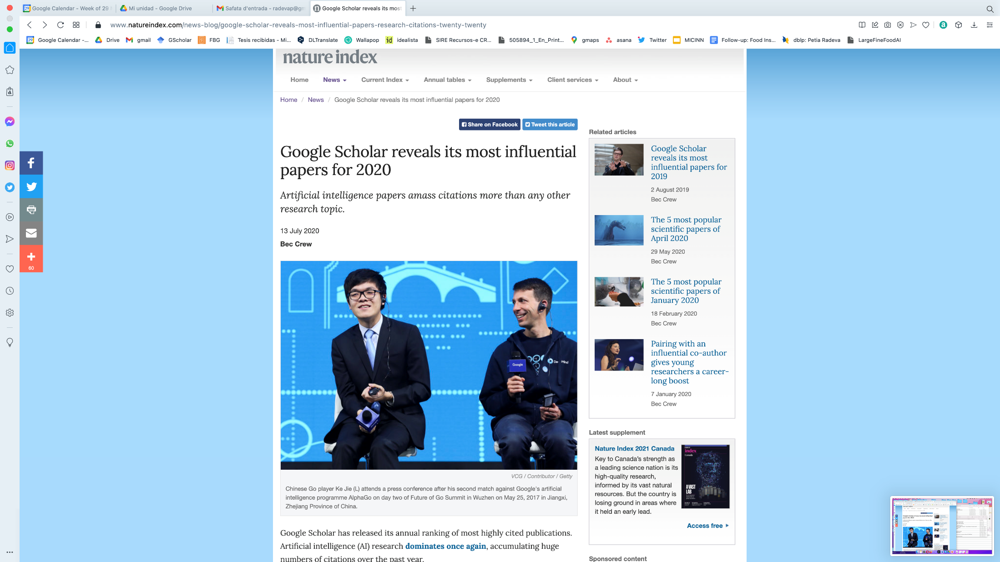 Google Calendar - Week of 29
Mi unidad - Google Drive
Safata d'entrada - radevap@gm
Google Scholar reveals its most
www.natureindex.com/news-blog/google-scholar-reveals-most-influential-papers-research-citations-twenty-twenty
Google Calendar -...
Drive
gmail
GScholar
FBG
Tesis recibidas - Mi...
DLTranslate
Wallapop
idealista
SIRE Recursos-e CR...
505894_1_En_Print...
gmaps
asana
Twitter
MICINN
Follow-up: Food Ins...
dblp: Petia Radeva
LargeFineFoodAI
nature index
Home
News
Current Index
Annual tables
Supplements
Client services
About
Home / News / Google Scholar reveals its most influential papers for 2020
Share on Facebook
Tweet this article
Google Scholar reveals its most influential
papers for 2020
Artificial intelligence papers amass citations more than any other
research topic.
13 July 2020
Bec Crew
60
Google
VCG / Contributor / Getty
Chinese Go player Ke Jie (L) attends a press conference after his second match against Google's artificial
intelligence programme AlphaGo on day two of Future of Go Summit in Wuzhen on May 25, 2017 in Jiangxi,
Zhejiang Province of China.
Google Scholar has released its annual ranking of most highly cited publications.
Artificial intelligence (AI) research dominates once again, accumulating huge
numbers of citations over the past year.
Related articles
Google Scholar
reveals its most
influential papers for
2019
2 August 2019
Bec Crew
The 5 most popular
scientific papers of
April 2020
29 May 2020
Bec Crew
The 5 most popular
scientific papers of
January 2020
18 February 2020
Bec Crew
Pairing with an
influential co-author
gives young
researchers a career-
long boost
7 January 2020
Bec Crew
Latest supplement
Nature Index 2021 Canada
Key to Canada's strength as
a leading science nation is its
high-quality research,
informed by its vast natural
resources. But the country is
losing ground in areas where
it held an early lead.
index
Canada
A VAST
LAB
Access free
Sponsored content